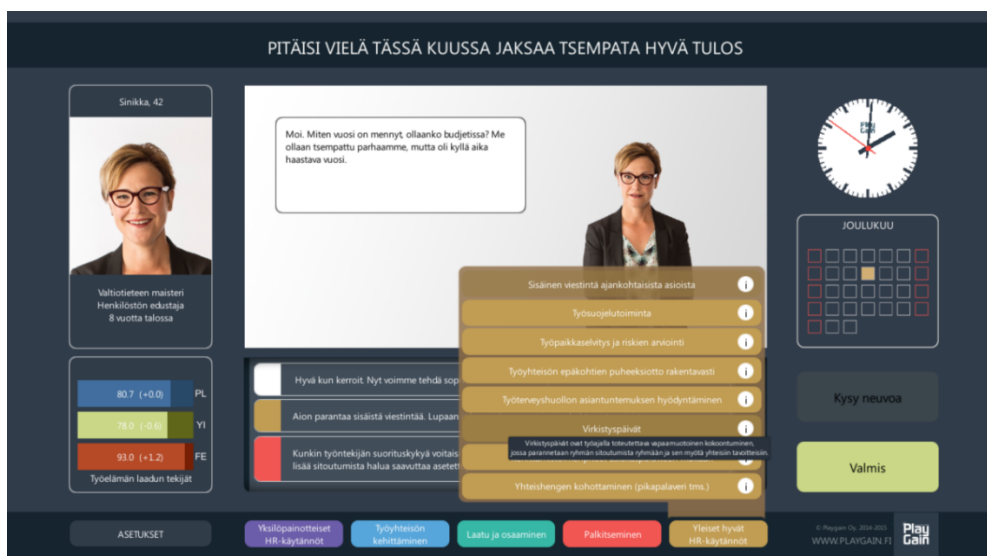 PITÄISI VIELÄ TÄSSÄ KUUSSA JAKSAA TSEMPATA HYVÄ TULOS
Sinikka, 42
Valtiotieteen maisteri
Henkilöstön edustaja
8 vuotta talossa
80.7 (+0.0) PL
78.0 (-0.6) YI
93.0 (+1.2) FE
Työelämän laadun tekijät
Moi. Miten vuosi on mennyt, ollaanko budjetissa? Me
ollaan tsempattu parhaamme, mutta oli kyllä aika
haastava vuosi.
Hyvä kun kerroit. Nyt voimme tehdä sop
Aion parantaa sisäistä viestintää. Lupaan
Kunkin työntekijän suorituskykyä voitais
lisää sitoutumista halua saavuttaa asetet
Sisäinen viestintä ajankohtaisista asioista
Työsuojelutoiminta
Työpaikkaselvitys ja riskien arviointi
Työyhteisön epäkohtien puheeksiotto rakentavasti
Työterveyshuollon asiantuntemuksen hyödyntäminen
Virkistyspäivät
Virkistyspäivät ovat työajalla toteutettava vapaamuotoinen kokoontuminen,
jossa parannetaan ryhmän sitoutumista ryhmään ja sen myötä yhteisiin tavoitteisiin.
Yhteishengen kohottaminen (pikapalaveri tms.)
Play
Gain
JOULUKUU
Kysy neuvoa
Valmis
ASETUKSET
Yksilöpainotteiset
HR-käytännöt
Työyhteisön
kehittäminen
Laatu ja osaaminen
Palkitseminen
Yleiset hyvät
HR-käytännöt
© Playgain Oy, 2014-2015
WWW.PLAYGAIN.FI
Play
Gain